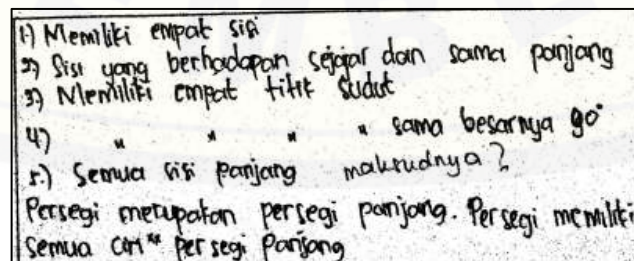 1.) Memiliki empat sisi
2.) Sisi yang berhadapan sejajar dan sama panjang
3.) Memiliki empat titik sudut
4.) " " " " sama besarnya 90°
5.) Semua sisi panjang maksudnya?
Persegi merupakan persegi panjang. Persegi memiliki
semua ciri" persegi panjang